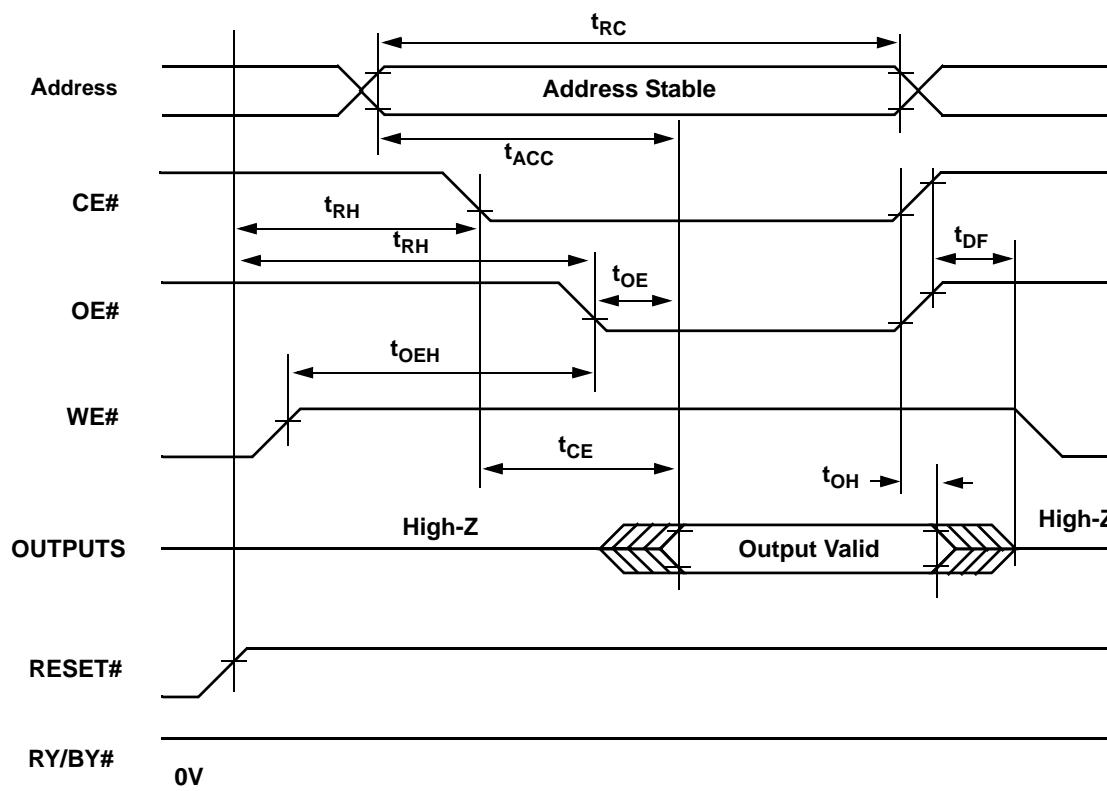 tRC
Address
Address Stable
tACC
CE#
tRH
tRH
tDF
tOE
OE#
tOEH
WE#
tCE
tOH
High-Z
High-Z
OUTPUTS
Output Valid
RESET#
RY/BY#
0V